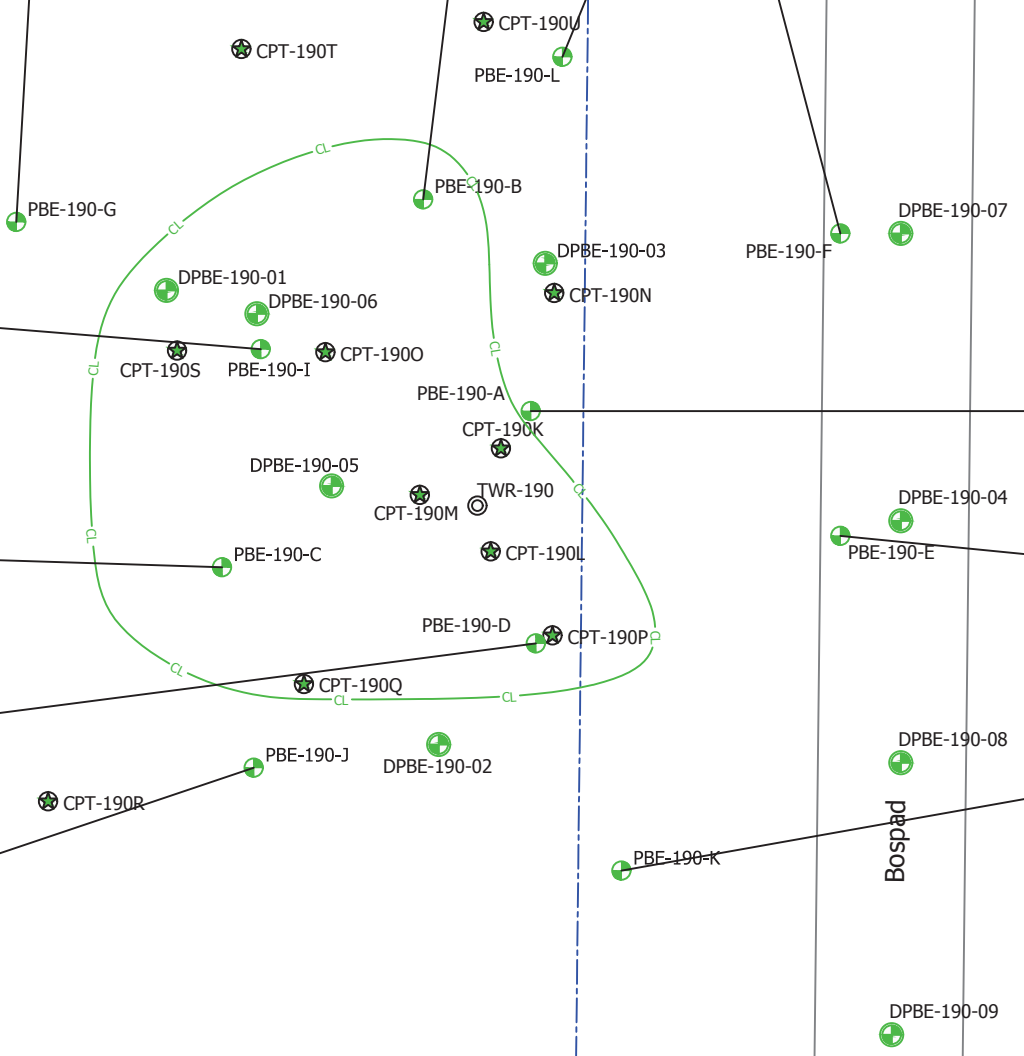 CPT-190U
CPT-190T
PBE-190-L
CL
CL
PBE-190-B
PBE-190-G
DPBE-190-07
CL
PBE-190-F
DPBE-190-03
DPBE-190-01
CPT-190N
DPBE-190-06
CL
CPT-190O
CPT-190S
PBE-190-I
CL
PBE-190-A
CPT-190K
DPBE-190-05
TWR-190
CL
DPBE-190-04
CPT-190M
CL
PBE-190-C
CPT-190L
PBE-190-E
PBE-190-D
CPT-190P
CL
CL
CPT-190Q
CL
CL
DPBE-190-08
PBE-190-J
DPBE-190-02
CPT-190R
Bospad
PBE-190-K
DPBE-190-09